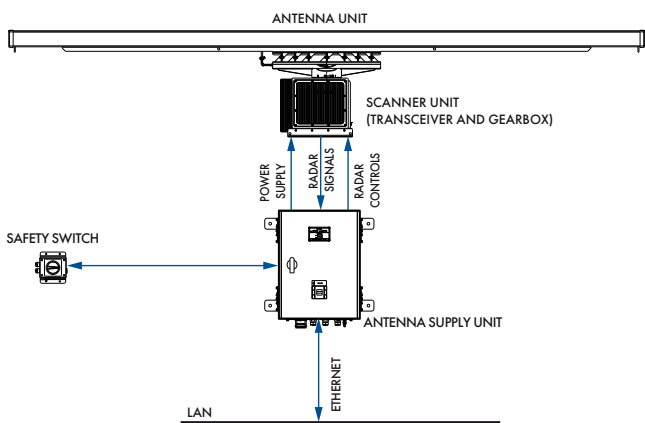 ANTENNA UNIT
SCANNER UNIT
(TRANSCEIVER AND GEARBOX)
POWER
SUPPLY
RADAR
SIGNALS
RADAR
CONTROLS
SAFETY SWITCH
ANTENNA SUPPLY UNIT
ETHERNET
LAN